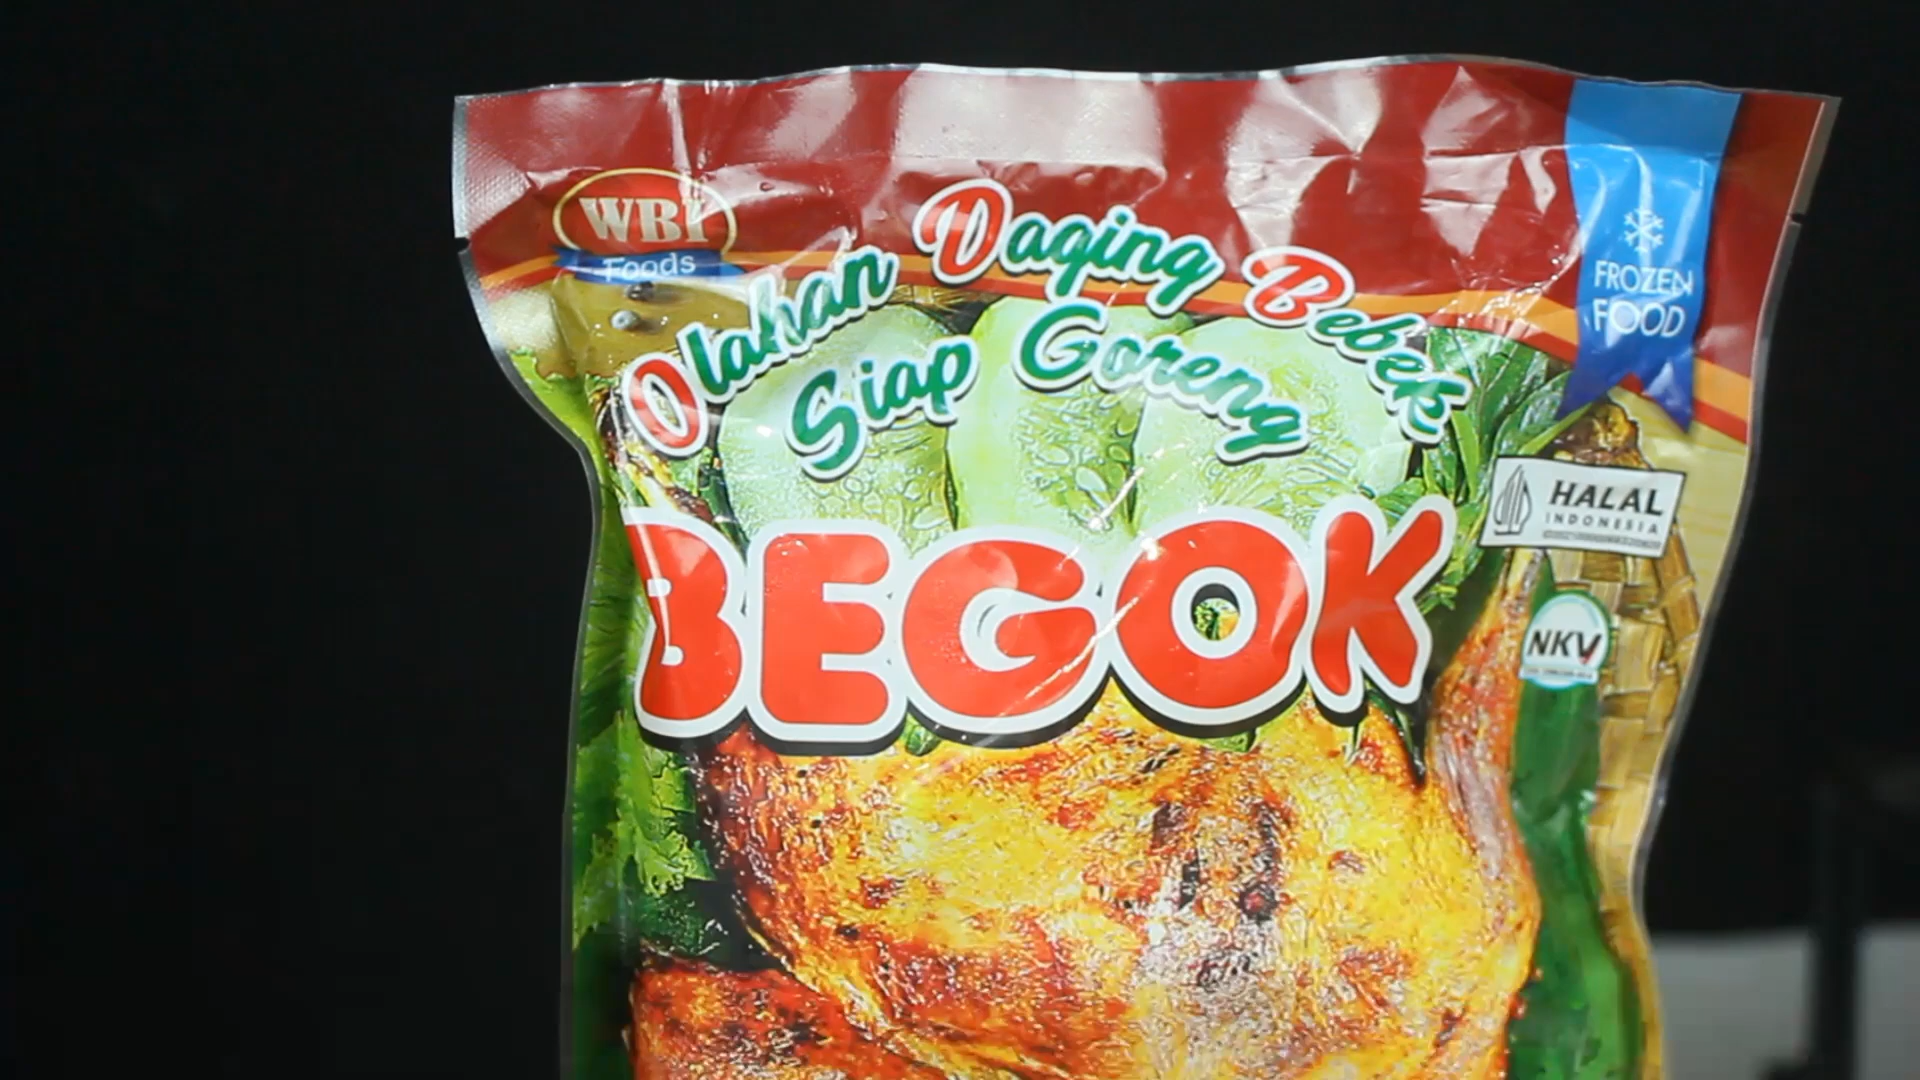 WBI
Foods
Olahan Daging Bebek
Siap Goreng
BEGOK
FROZEN
FOOD
HALAL
INDONESIA
NKV